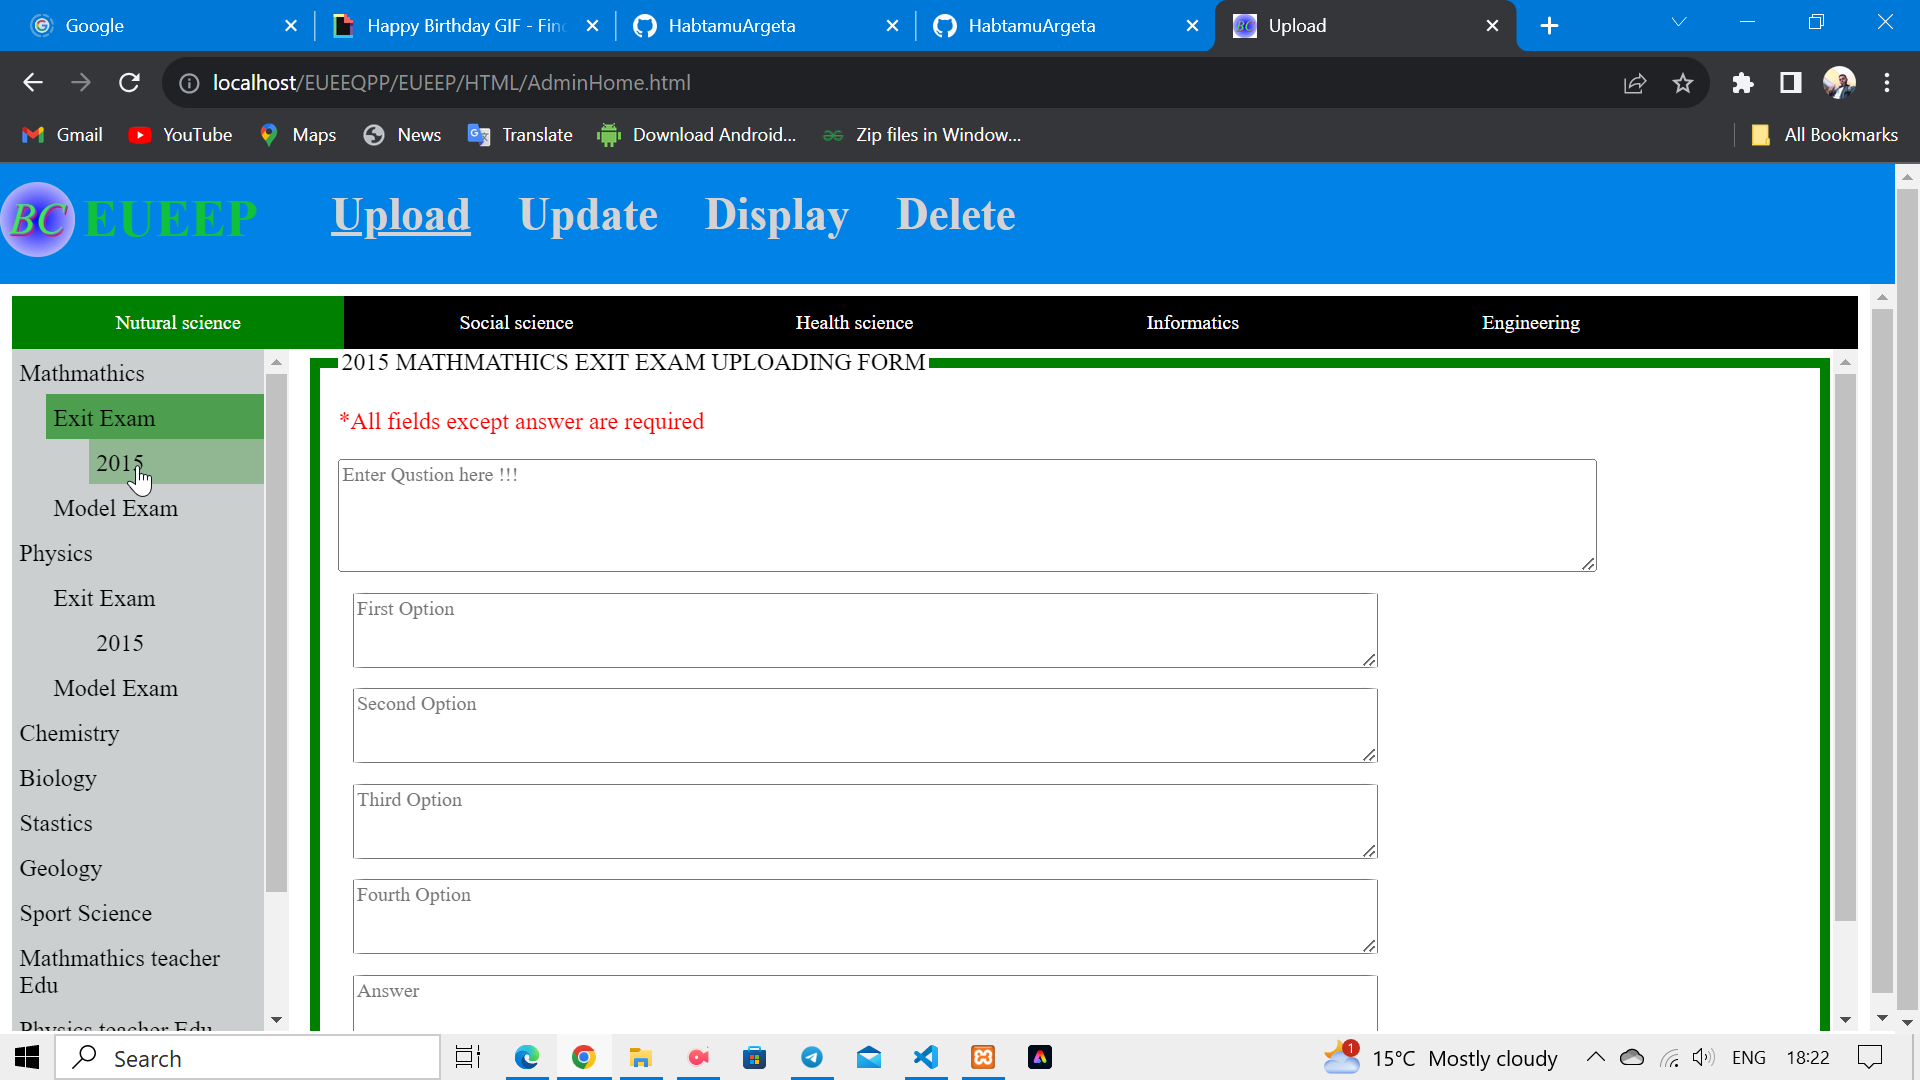 Google
Happy Birthday GIF - Fin
HabtamuArgeta
HabtamuArgeta
Upload
localhost/EUEEQPP/EUEEP/HTML/AdminHome.html
Gmail YouTube Maps News Translate Download Android... Zip files in Window... All Bookmarks
BC EUEEP Upload Update Display Delete
Nutural science Social science Health science Informatics Engineering
Mathmathics
Exit Exam
2015
Model Exam
Physics
Exit Exam
2015
Model Exam
Chemistry
Biology
Stastics
Geology
Sport Science
Mathmathics teacher
Edu
Physics teacher Edu
2015 MATHMATHICS EXIT EXAM UPLOADING FORM
*All fields except answer are required
Enter Qustion here !!!
First Option
Second Option
Third Option
Fourth Option
Answer
Search
1
15°C Mostly cloudy
ENG
18:22